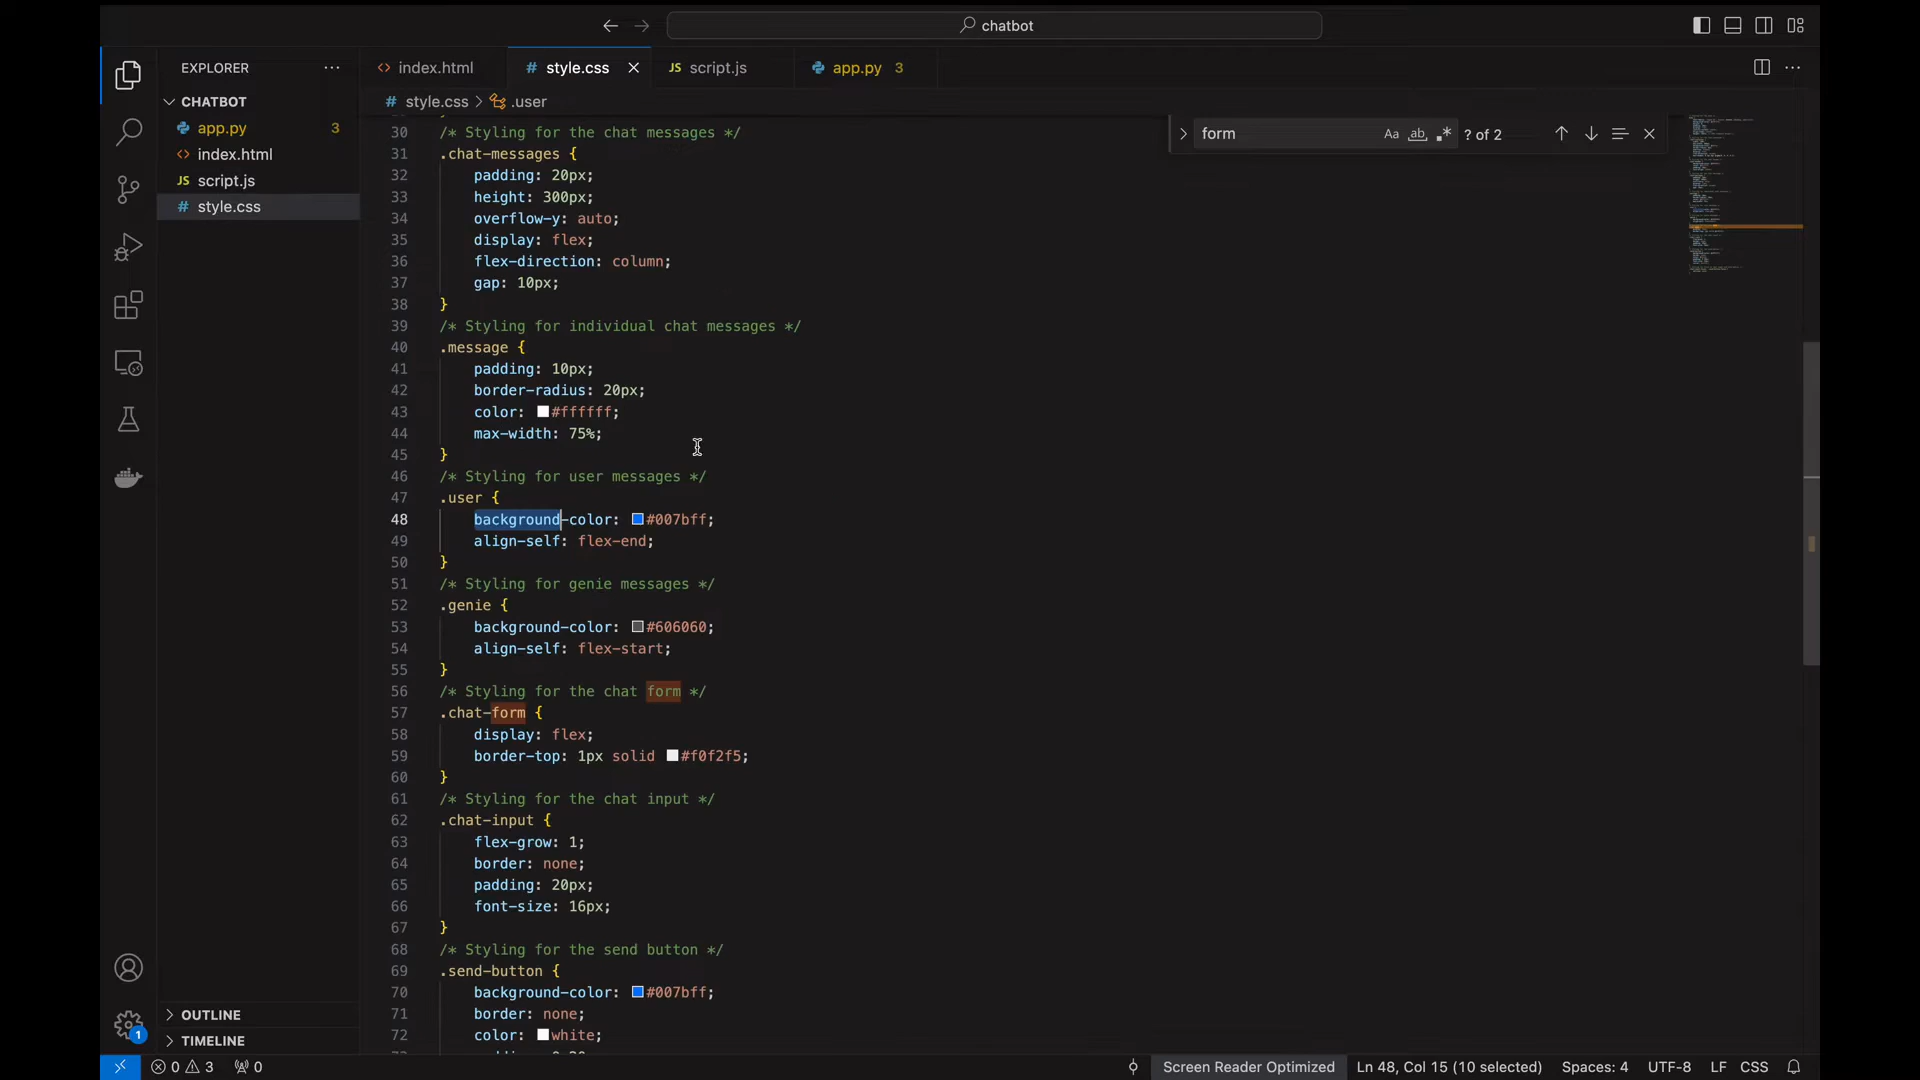 chatbot
EXPLORER
index.html
style.css
JS script.js
app.py 3
CHATBOT
app.py 3
index.html
JS script.js
# style.css
# style.css > .user
form Aa ab .* ? of 2
30 /* Styling for the chat messages */
31 .chat-messages {
32 padding: 20px;
33 height: 300px;
34 overflow-y: auto;
35 display: flex;
36 flex-direction: column;
37 gap: 10px;
38 }
39 /* Styling for individual chat messages */
40 .message {
41 padding: 10px;
42 border-radius: 20px;
43 color: #ffffff;
44 max-width: 75%;
45 }
46 /* Styling for user messages */
47 .user {
48 background-color: #007bff;
49 align-self: flex-end;
50 }
51 /* Styling for genie messages */
52 .genie {
53 background-color: #606060;
54 align-self: flex-start;
55 }
56 /* Styling for the chat form */
57 .chat-form {
58 display: flex;
59 border-top: 1px solid #f0f2f5;
60 }
61 /* Styling for the chat input */
62 .chat-input {
63 flex-grow: 1;
64 border: none;
65 padding: 20px;
66 font-size: 16px;
67 }
68 /* Styling for the send button */
69 .send-button {
70 background-color: #007bff;
71 border: none;
72 color: white;
OUTLINE
TIMELINE
1
0 3 0
Screen Reader Optimized Ln 48, Col 15 (10 selected) Spaces: 4 UTF-8 LF CSS